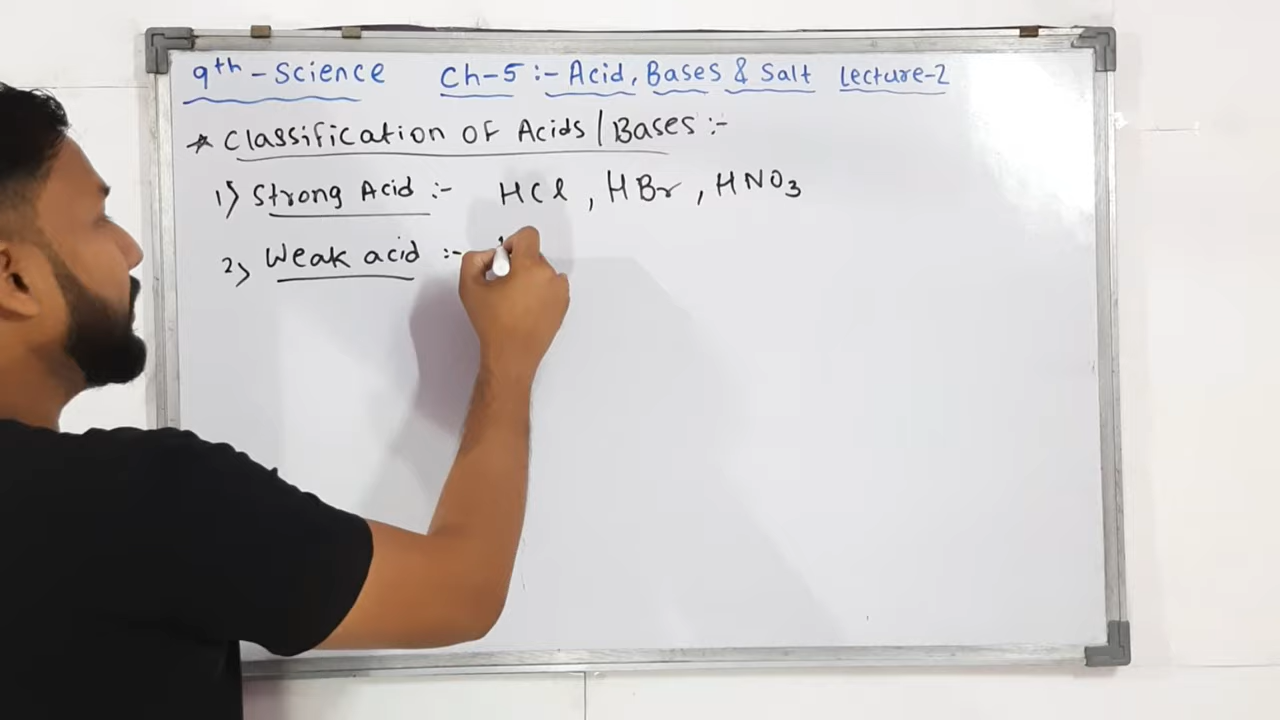 9th - Science Ch-5 :- Acid, Bases & Salt Lecture-2
* Classification of Acids / Bases :-
1) Strong Acid :- HCl , HBr , HNO3
2) Weak acid :-